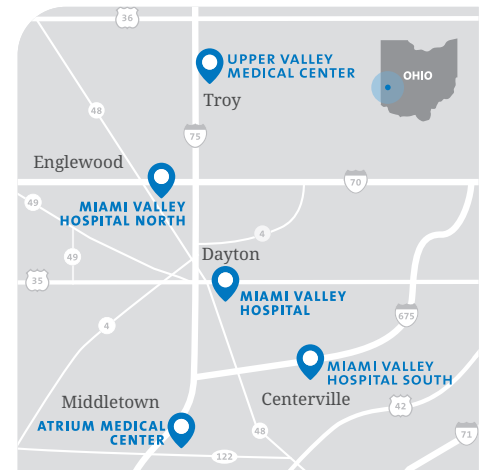 36
UPPER VALLEY
MEDICAL CENTER
OHIO
Troy
48
75
Englewood
70
MIAMI VALLEY
HOSPITAL NORTH
49
4
49
Dayton
35
MIAMI VALLEY
HOSPITAL
4
675
MIAMI VALLEY
HOSPITAL SOUTH
Middletown
Centerville
42
ATRIUM MEDICAL
CENTER
48
71
122